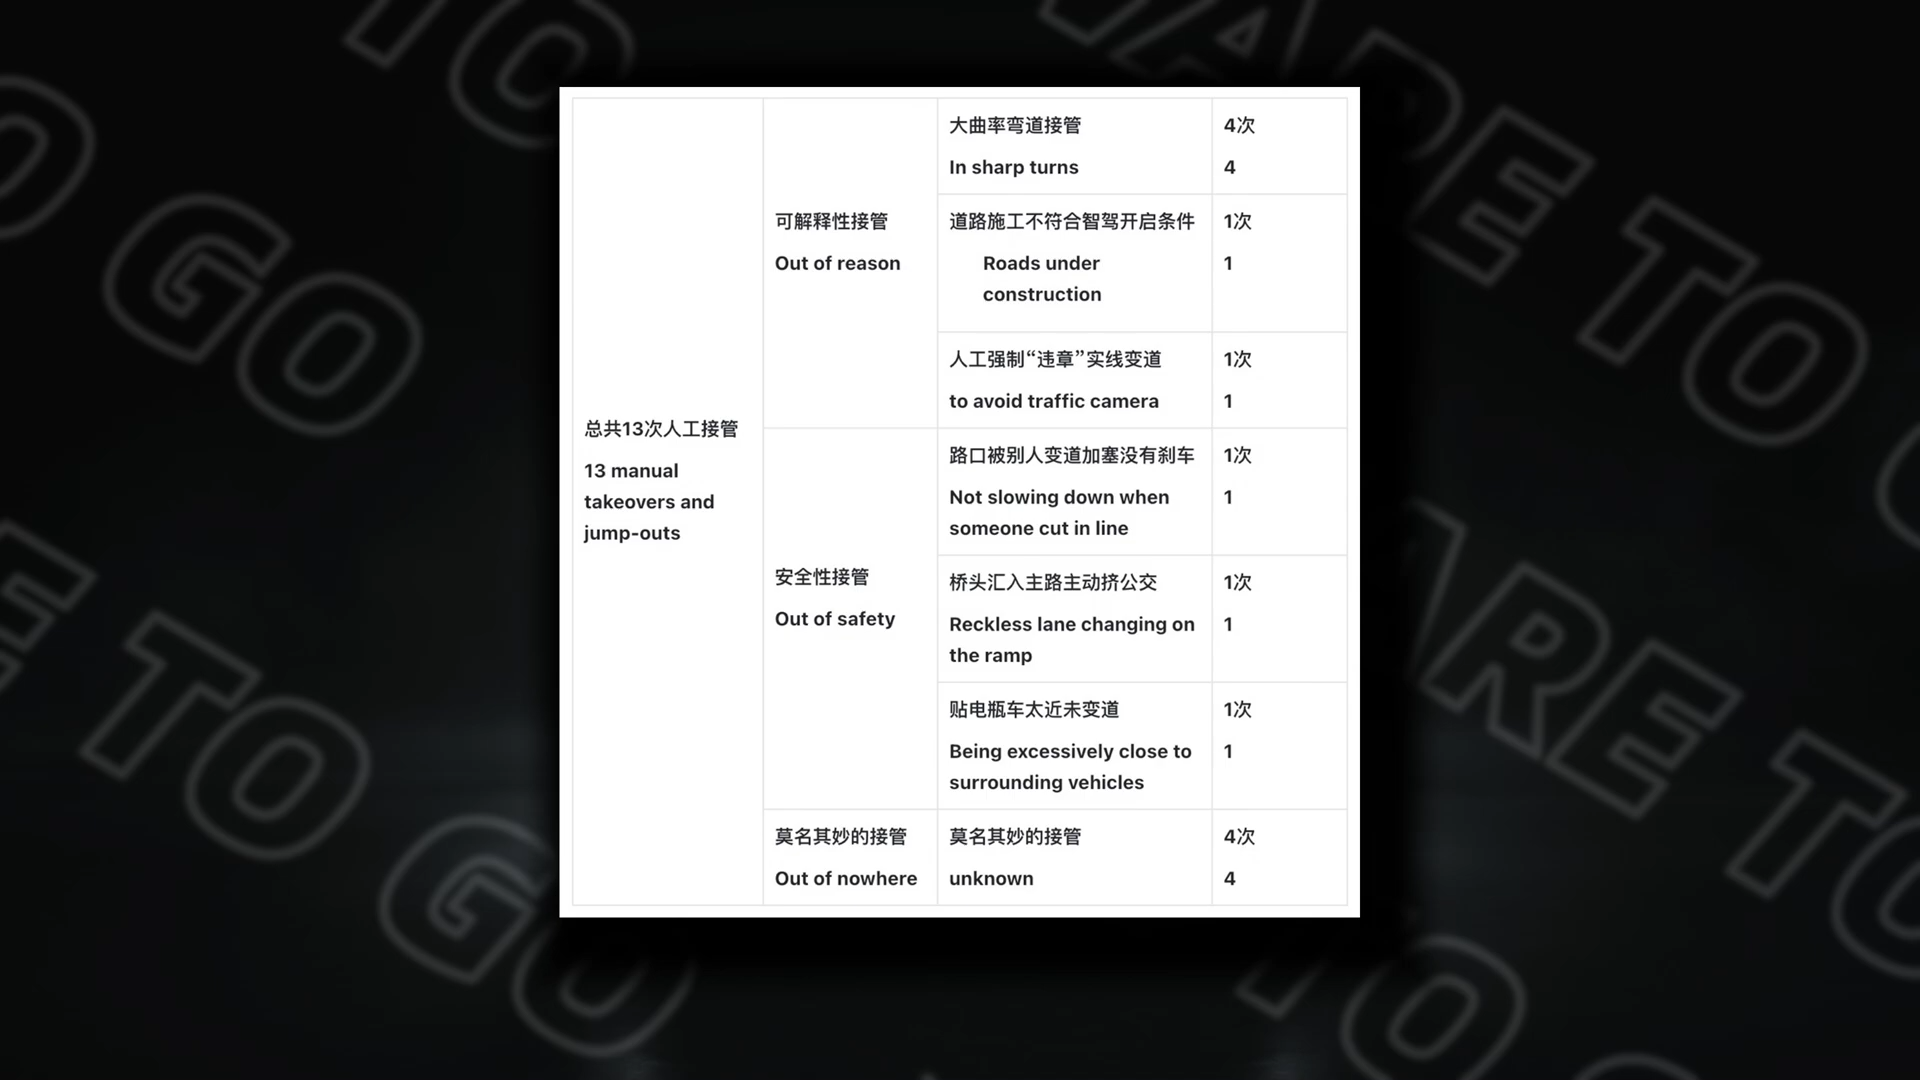 总共13次人工接管
13 manual
takeovers and
jump-outs
可解释性接管
Out of reason
大曲率弯道接管
In sharp turns
4次
4
道路施工不符合智驾开启条件
Roads under
construction
1次
1
人工强制“违章”实线变道
to avoid traffic camera
1次
1
安全性接管
Out of safety
路口被别人变道加塞没有刹车
Not slowing down when
someone cut in line
1次
1
桥头汇入主路主动挤公交
Reckless lane changing on
the ramp
1次
1
贴电瓶车太近未变道
Being excessively close to
surrounding vehicles
1次
1
莫名其妙的接管
Out of nowhere
莫名其妙的接管
unknown
4次
4